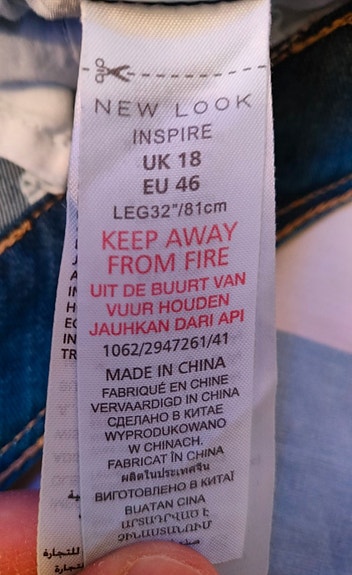 NEW LOOK
INSPIRE
UK 18
EU 46
LEG32"/81cm
KEEP AWAY
FROM FIRE
UIT DE BUURT VAN
VUUR HOUDEN
JAUHKAN DARI API
1062/2947261/41
MADE IN CHINA
FABRIQUÉ EN CHINE
VERVAARDIGD IN CHINA
СДЕЛАНО В КИТАЕ
WYPRODUKOWANO
W CHINACH.
FABRICAT ÎN CHINA
ผลิตในประเทศจีน
ВИГОТОВЛЕНО В КИТАЇ
BUATAN CINA
ԱՐՏԱԴՐՎԱԾ Է
ՉԻՆԱՍՏԱՆՈՒՄ